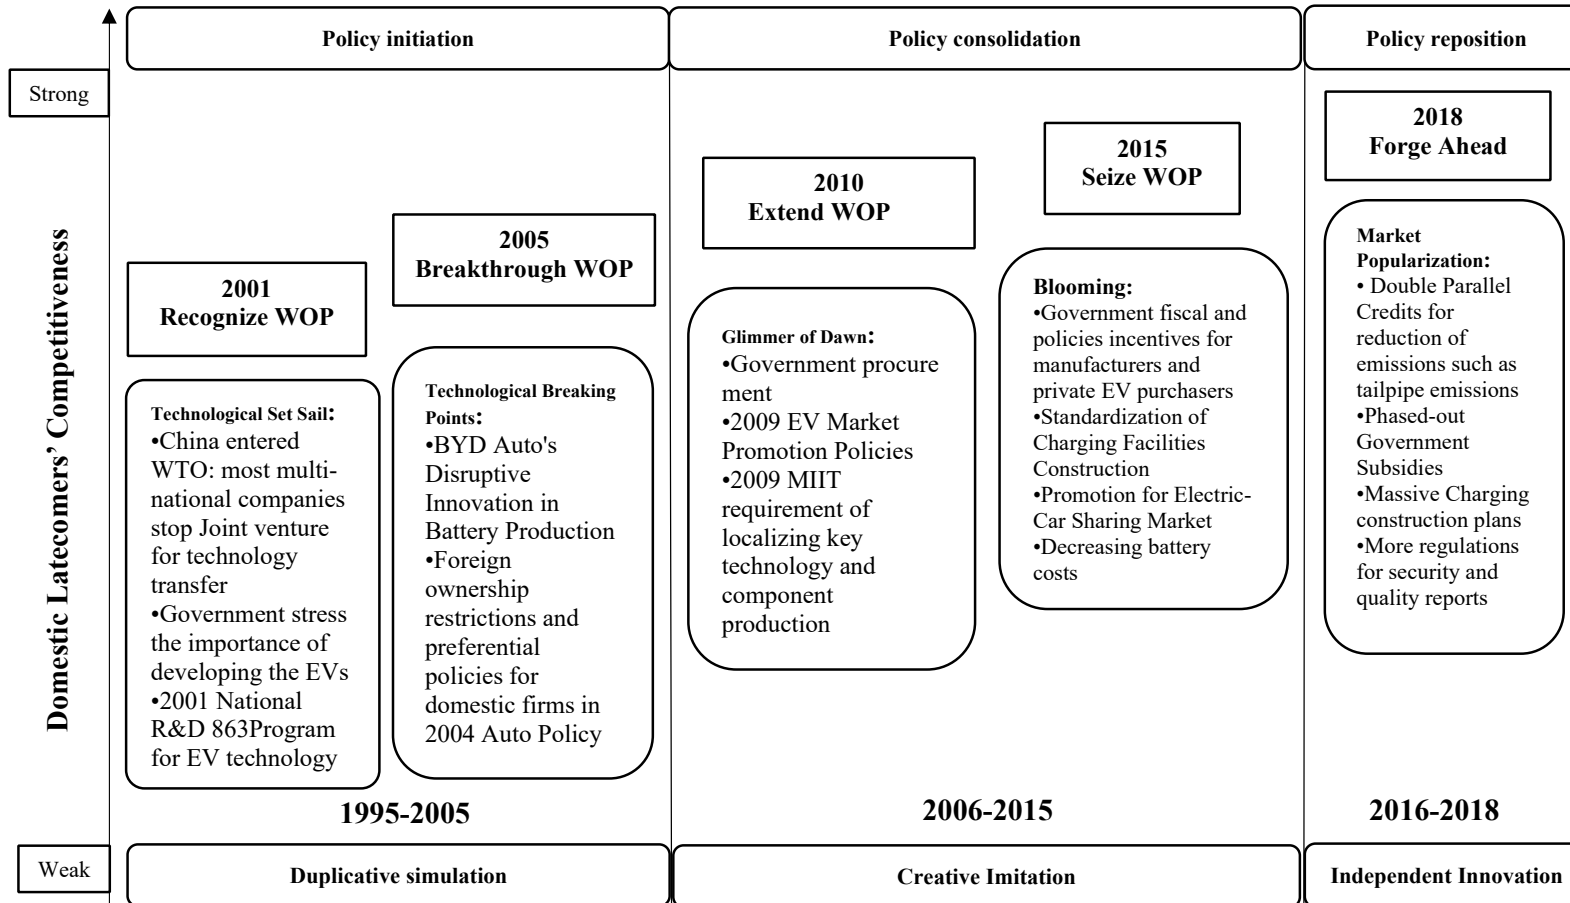 Policy initiation
Policy consolidation
Policy reposition
Strong
Domestic Latecomers' Competitiveness
2001
Recognize WOP
2005
Breakthrough WOP
2010
Extend WOP
2015
Seize WOP
2018
Forge Ahead
Technological Set Sail:
•China entered
WTO: most multi-
national companies
stop Joint venture
for technology
transfer
•Government stress
the importance of
developing the EVs
•2001 National
R&D 863Program
for EV technology
Technological Breaking
Points:
•BYD Auto's
Disruptive
Innovation in
Battery Production
•Foreign
ownership
restrictions and
preferential
policies for
domestic firms in
2004 Auto Policy
Glimmer of Dawn:
•Government procure
ment
•2009 EV Market
Promotion Policies
•2009 MIIT
requirement of
localizing key
technology and
component
production
Blooming:
•Government fiscal and
policies incentives for
manufacturers and
private EV purchasers
•Standardization of
Charging Facilities
Construction
•Promotion for Electric-
Car Sharing Market
•Decreasing battery
costs
Market
Popularization:
• Double Parallel
Credits for
reduction of
emissions such as
tailpipe emissions
•Phased-out
Government
Subsidies
•Massive Charging
construction plans
•More regulations
for security and
quality reports
1995-2005
2006-2015
2016-2018
Weak
Duplicative simulation
Creative Imitation
Independent Innovation